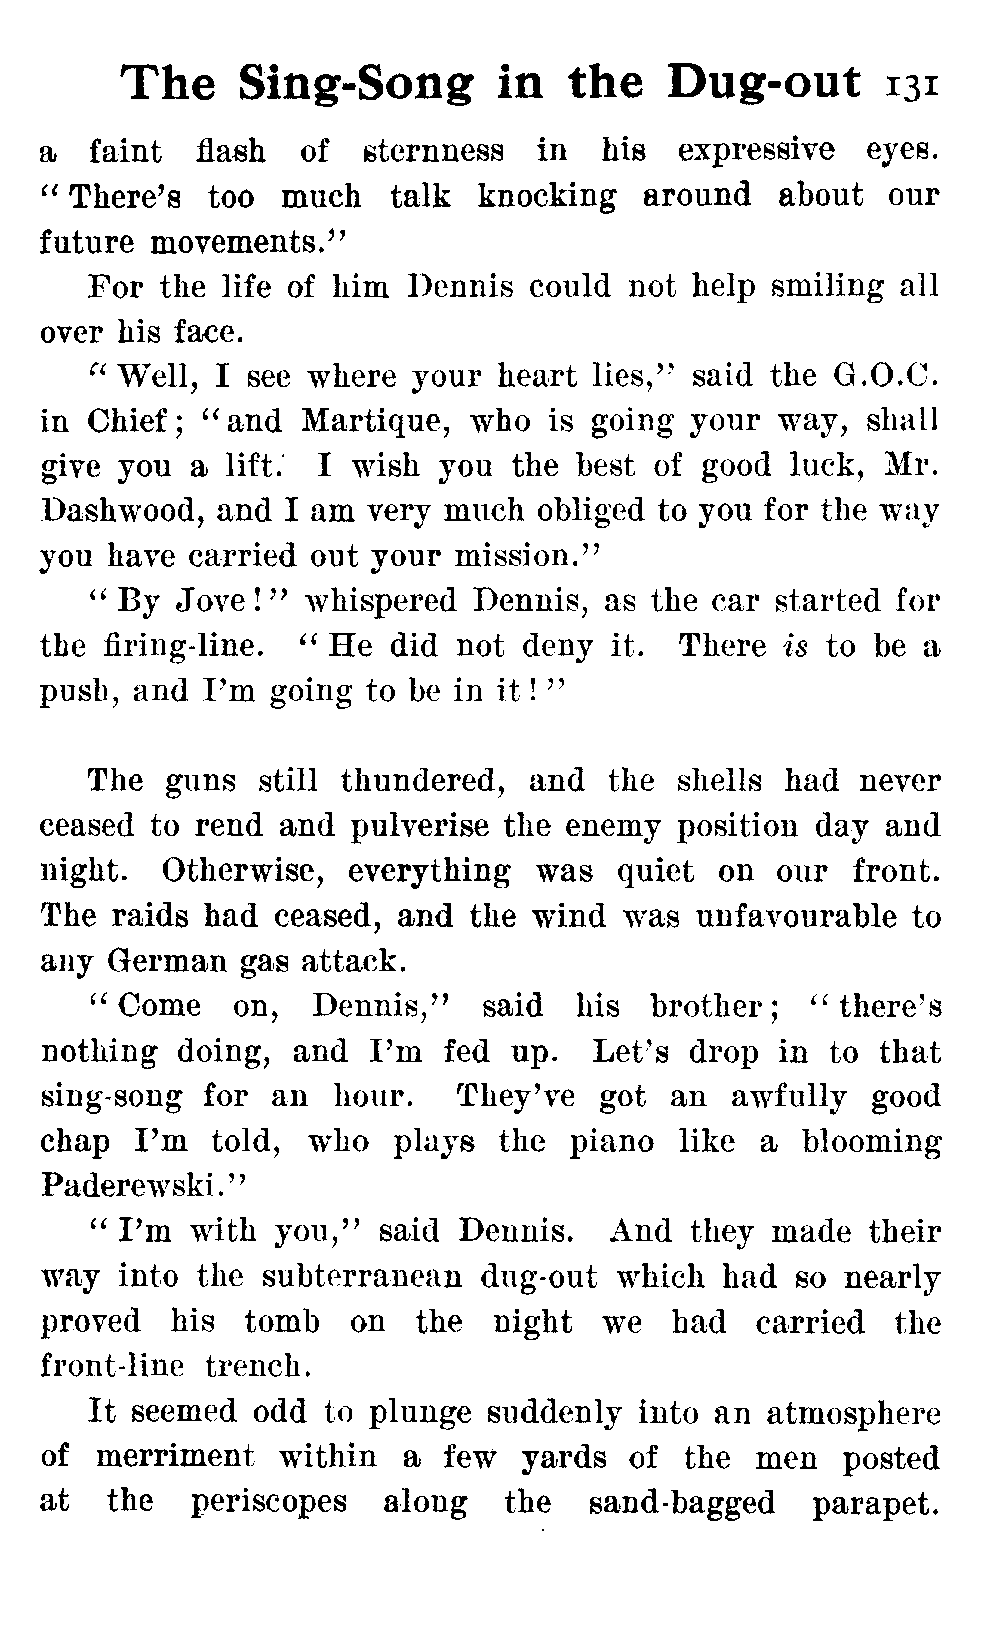 The Sing-Song in the Dug-out 131
a faint flash of sternness in his expressive eyes.
“There's too much talk knocking around about our
future movements.”
For the life of him Dennis could not help smiling all
over his face.
“Well, I see where your heart lies,” said the G.O.C.
in Chief; “and Martique, who is going your way, shall
give you a lift. I wish you the best of good luck, Mr.
Dashwood, and I am very much obliged to you for the way
you have carried out your mission.”
“By Jove!” whispered Dennis, as the car started for
the firing-line. “He did not deny it. There is to be a
push, and I'm going to be in it!”
The guns still thundered, and the shells had never
ceased to rend and pulverise the enemy position day and
night. Otherwise, everything was quiet on our front.
The raids had ceased, and the wind was unfavourable to
any German gas attack.
“Come on, Dennis,” said his brother; “there's
nothing doing, and I'm fed up. Let's drop in to that
sing-song for an hour. They've got an awfully good
chap I'm told, who plays the piano like a blooming
Paderewski.”
“I'm with you,” said Dennis. And they made their
way into the subterranean dug-out which had so nearly
proved his tomb on the night we had carried the
front-line trench.
It seemed odd to plunge suddenly into an atmosphere
of merriment within a few yards of the men posted
at the periscopes along the sand-bagged parapet.